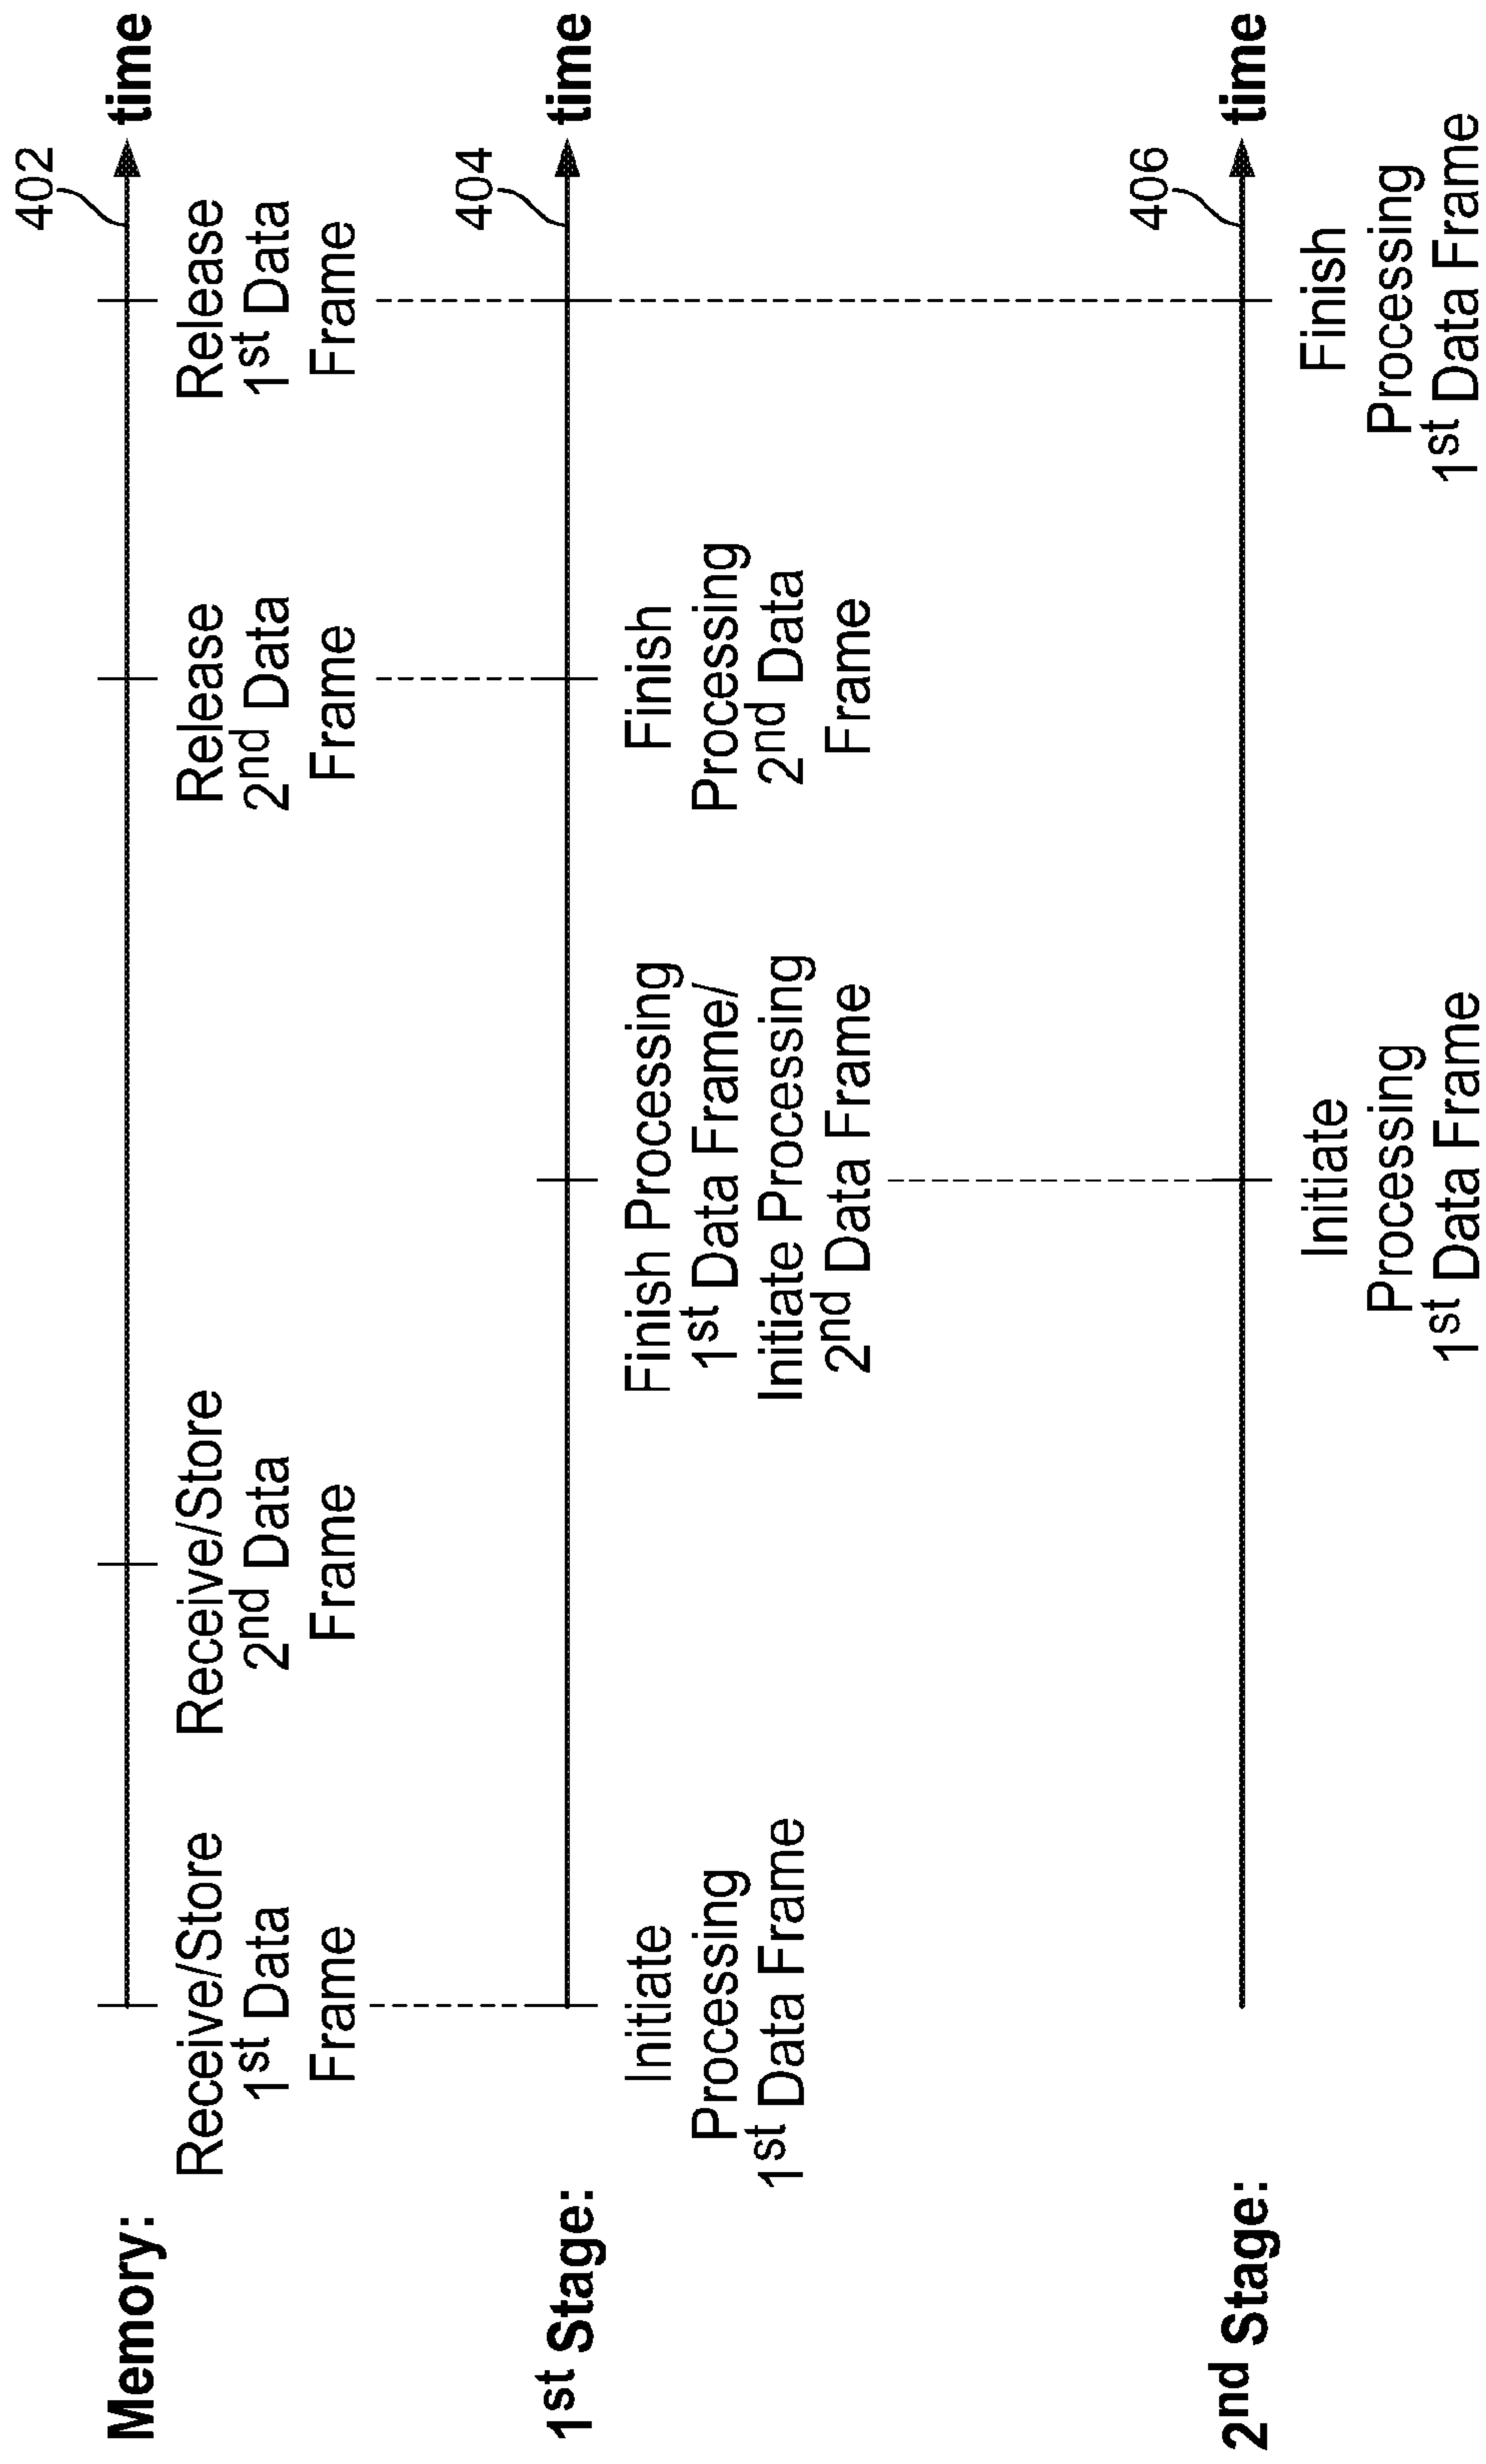 402
Memory:
time
Receive/Store
1st Data
Frame
Receive/Store
2nd Data
Frame
Release
2nd Data
Frame
Release
1st Data
Frame
404
1st Stage:
time
Initiate
Processing
1st Data Frame
Finish Processing
1st Data Frame/
Initiate Processing
2nd Data Frame
Finish
Processing
2nd Data
Frame
406
2nd Stage:
time
Initiate
Processing
1st Data Frame
Finish
Processing
1st Data Frame